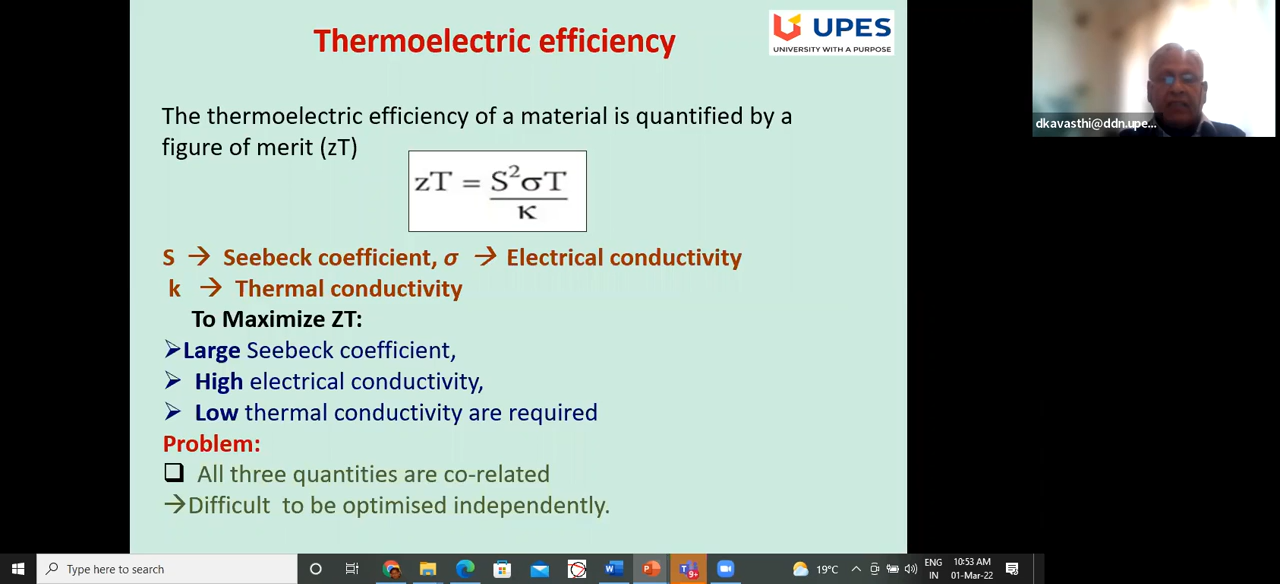 Thermoelectric efficiency
UPES
UNIVERSITY WITH A PURPOSE
dkavasthi@ddn.upe...
The thermoelectric efficiency of a material is quantified by a
figure of merit (zT)
zT = S²σT
κ
S → Seebeck coefficient, σ → Electrical conductivity
k → Thermal conductivity
To Maximize ZT:
➢Large Seebeck coefficient,
➢ High electrical conductivity,
➢ Low thermal conductivity are required
Problem:
❑ All three quantities are co-related
→Difficult to be optimised independently.
Type here to search
19°C
ENG
IN
10:53 AM
01-Mar-22